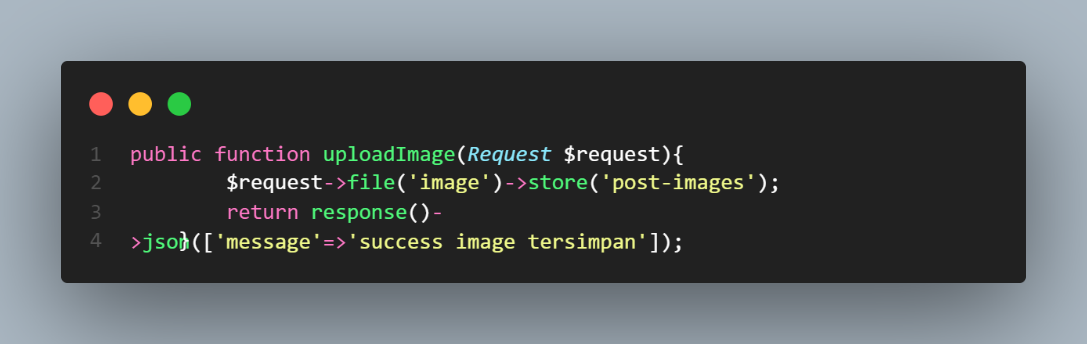 1 public function uploadImage(Request $request){
2 $request->file('image')->store('post-images');
3 return response()-
4 >json(['message'=>'success image tersimpan']);
}